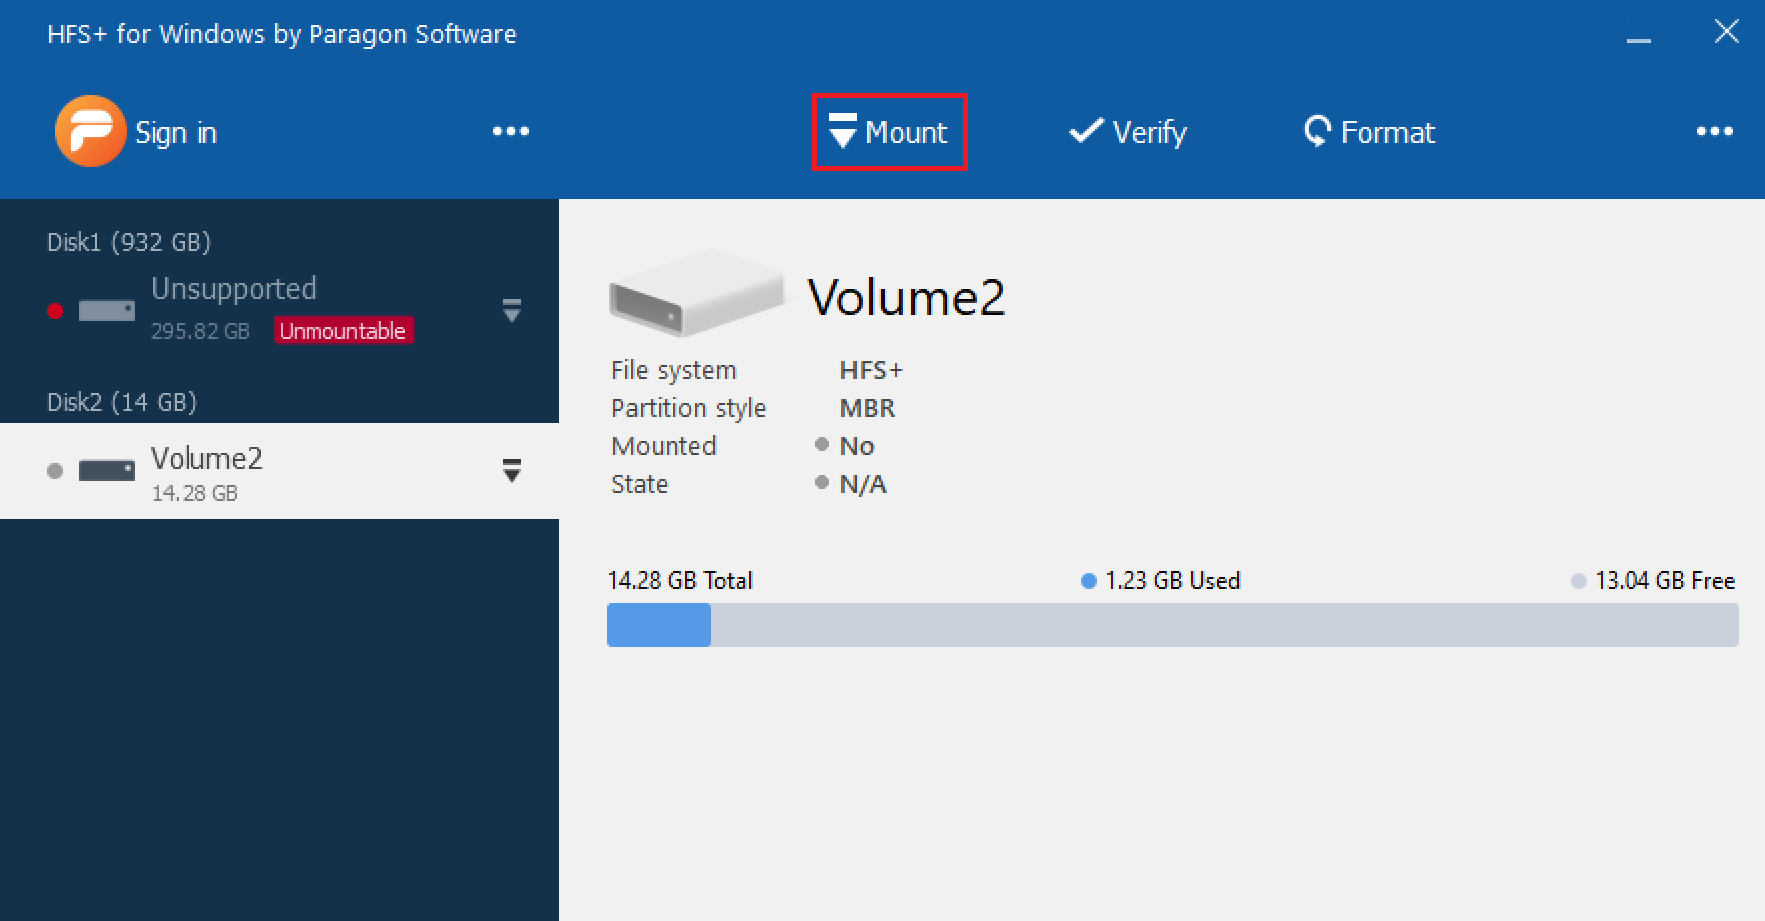 HFS+ for Windows by Paragon Software
Sign in
Mount
Verify
Format
Disk1 (932 GB)
Unsupported
295.82 GB Unmountable
Disk2 (14 GB)
Volume2
14.28 GB
Volume2
File system HFS+
Partition style MBR
Mounted No
State N/A
14.28 GB Total 1.23 GB Used 13.04 GB Free